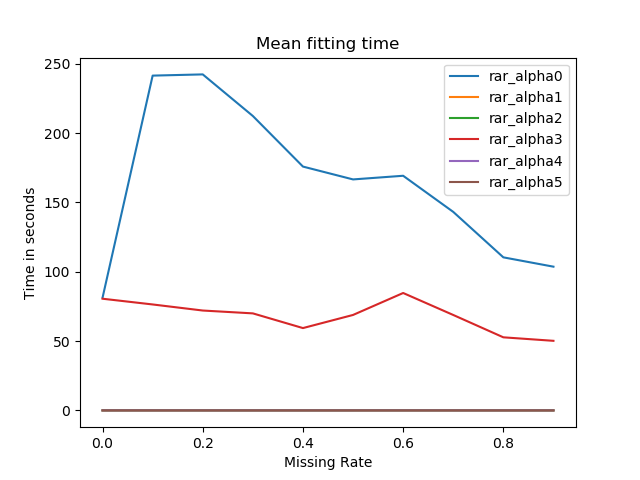 Mean fitting time
250
200
150
100
50
0
Time in seconds
rar_alpha0
rar_alpha1
rar_alpha2
rar_alpha3
rar_alpha4
rar_alpha5
0.0 0.2 0.4 0.6 0.8
Missing Rate